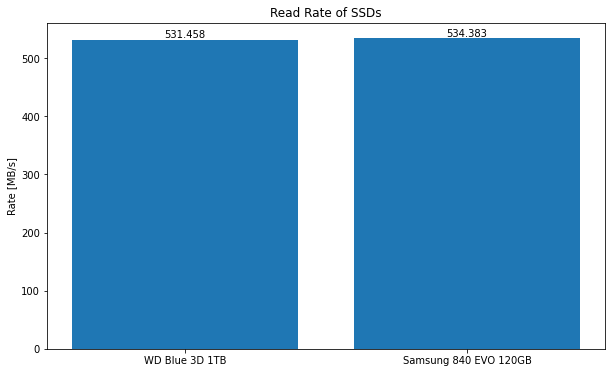 Read Rate of SSDs
531.458
534.383
500
400
300
200
100
0
Rate [MB/s]
WD Blue 3D 1TB
Samsung 840 EVO 120GB